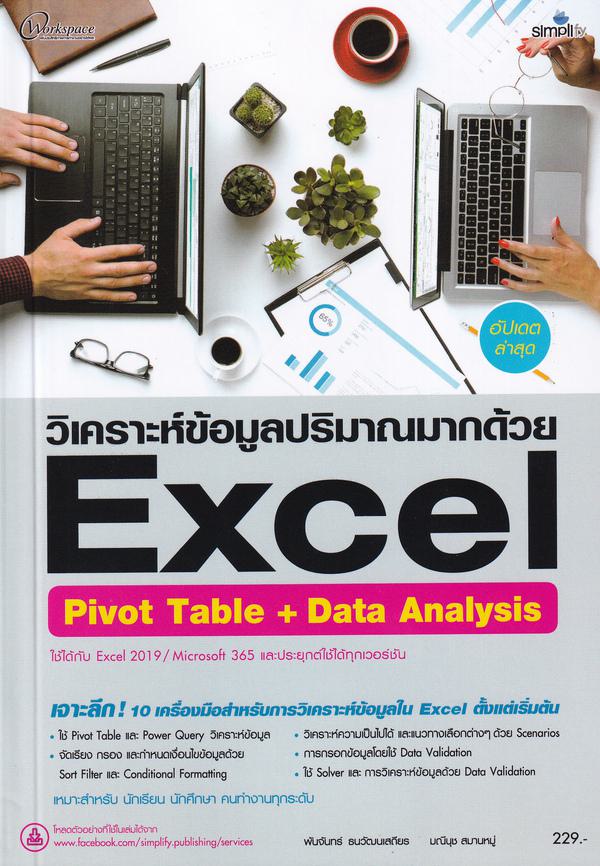 Workspace
simplify
65%
อัปเดต
ล่าสุด
วิเคราะห์ข้อมูลปริมาณมากด้วย
Excel
Pivot Table + Data Analysis
ใช้ได้กับ Excel 2019/ Microsoft 365 และประยุกต์ใช้ได้ทุกเวอร์ชัน
เจาะลึก! 10 เครื่องมือสำหรับการวิเคราะห์ข้อมูลใน Excel ตั้งแต่เริ่มต้น
• ใช้ Pivot Table และ Power Query วิเคราะห์ข้อมูล
• จัดเรียง กรอง และกำหนดเงื่อนไขข้อมูลด้วย
Sort Filter และ Conditional Formatting
• วิเคราะห์ความเป็นไปได้ และแนวทางเลือกต่างๆ ด้วย Scenarios
• การกรอกข้อมูลโดยใช้ Data Validation
• ใช้ Solver และ การวิเคราะห์ข้อมูลด้วย Data Validation
เหมาะสำหรับ นักเรียน นักศึกษา คนทำงานทุกระดับ
โหลดตัวอย่างที่ใช้ในเล่มได้จาก
www.facebook.com/simplify.publishing/services
พันจันทร์ ธนวัฒนเสถียร มณีนุช สมานหมู่
229.-